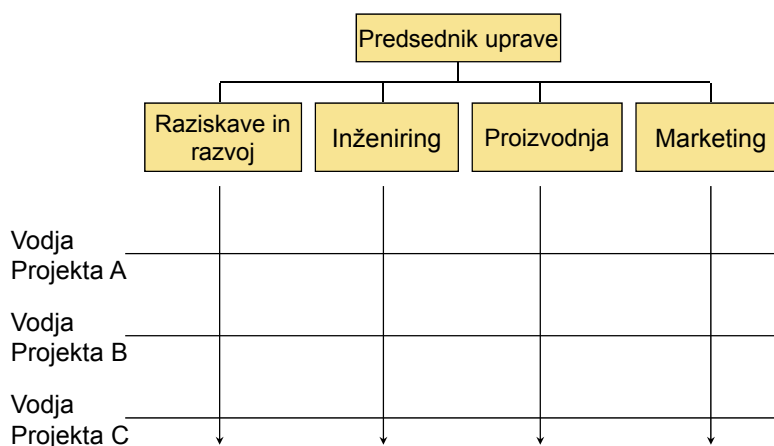 Predsednik uprave
Raziskave in
razvoj
Inženiring
Proizvodnja
Marketing
Vodja
Projekta A
Vodja
Projekta B
Vodja
Projekta C